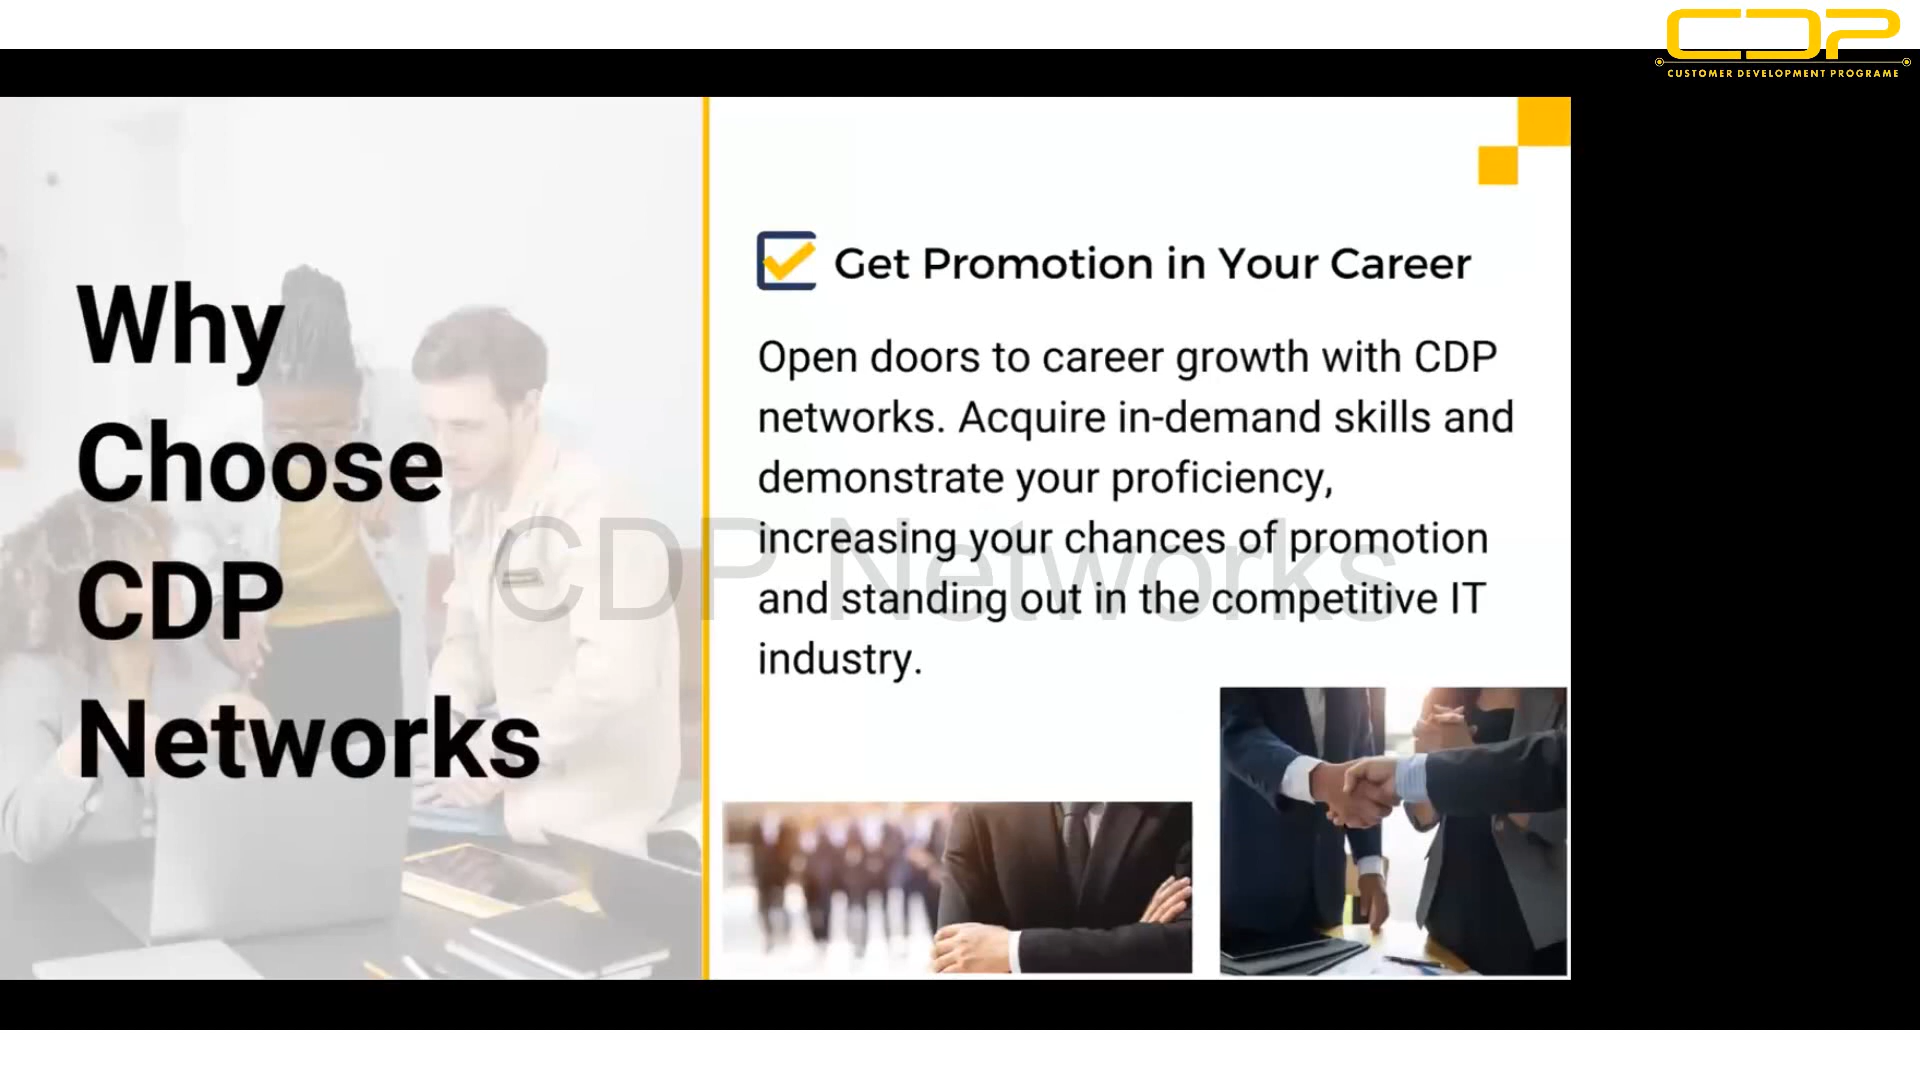 CDP
CUSTOMER DEVELOPMENT PROGRAME
Why
Choose
CDP
Networks
Get Promotion in Your Career
Open doors to career growth with CDP
networks. Acquire in-demand skills and
demonstrate your proficiency,
increasing your chances of promotion
and standing out in the competitive IT
industry.
CDP Networks